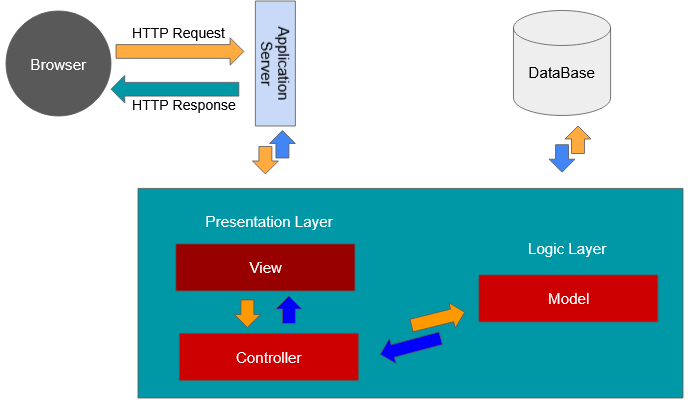 HTTP Request
Browser
HTTP Response
Application
Server
DataBase
Presentation Layer
View
Controller
Logic Layer
Model